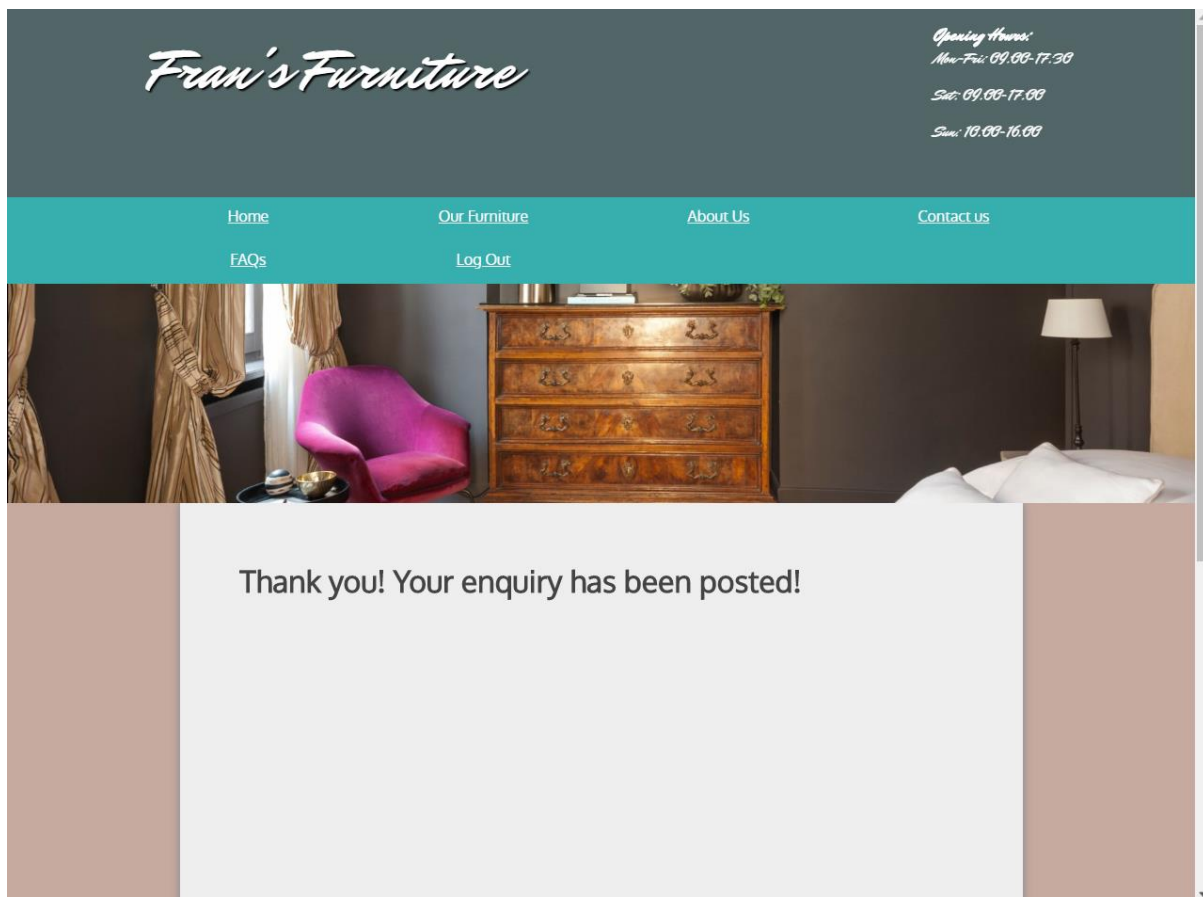 Fran's Furniture
Opening Hours:
Mon-Fri: 09.00-17.30
Sat: 09.00-17.00
Sun: 10.00-16.00
Home
Our Furniture
About Us
Contact us
FAQs
Log Out
Thank you! Your enquiry has been posted!